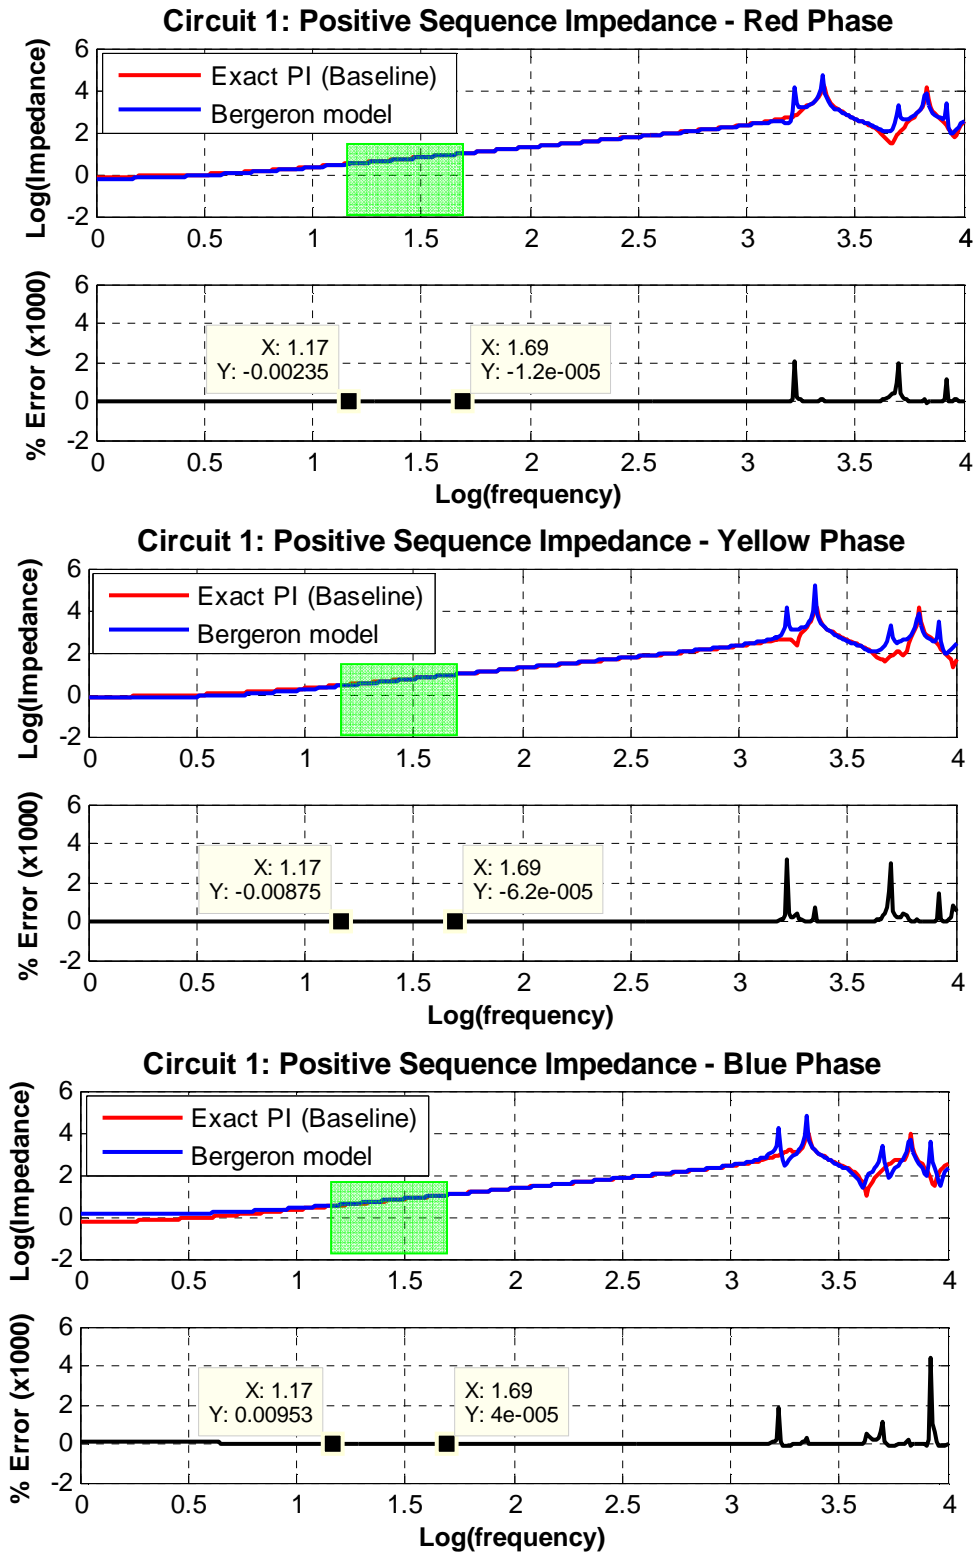 Circuit 1: Positive Sequence Impedance - Red Phase
Log(Impedance)
6
4
2
0
-2
Exact PI (Baseline)
Bergeron model
0 0.5 1 1.5 2 2.5 3 3.5 4
% Error (x1000)
6
4
2
0
-2
X: 1.17
Y: -0.00235
X: 1.69
Y: -1.2e-005
0 0.5 1 1.5 2 2.5 3 3.5 4
Log(frequency)
Circuit 1: Positive Sequence Impedance - Yellow Phase
Log(Impedance)
6
4
2
0
-2
Exact PI (Baseline)
Bergeron model
0 0.5 1 1.5 2 2.5 3 3.5 4
% Error (x1000)
6
4
2
0
-2
X: 1.17
Y: -0.00875
X: 1.69
Y: -6.2e-005
0 0.5 1 1.5 2 2.5 3 3.5 4
Log(frequency)
Circuit 1: Positive Sequence Impedance - Blue Phase
Log(Impedance)
6
4
2
0
-2
Exact PI (Baseline)
Bergeron model
0 0.5 1 1.5 2 2.5 3 3.5 4
% Error (x1000)
6
4
2
0
-2
X: 1.17
Y: 0.00953
X: 1.69
Y: 4e-005
0 0.5 1 1.5 2 2.5 3 3.5 4
Log(frequency)